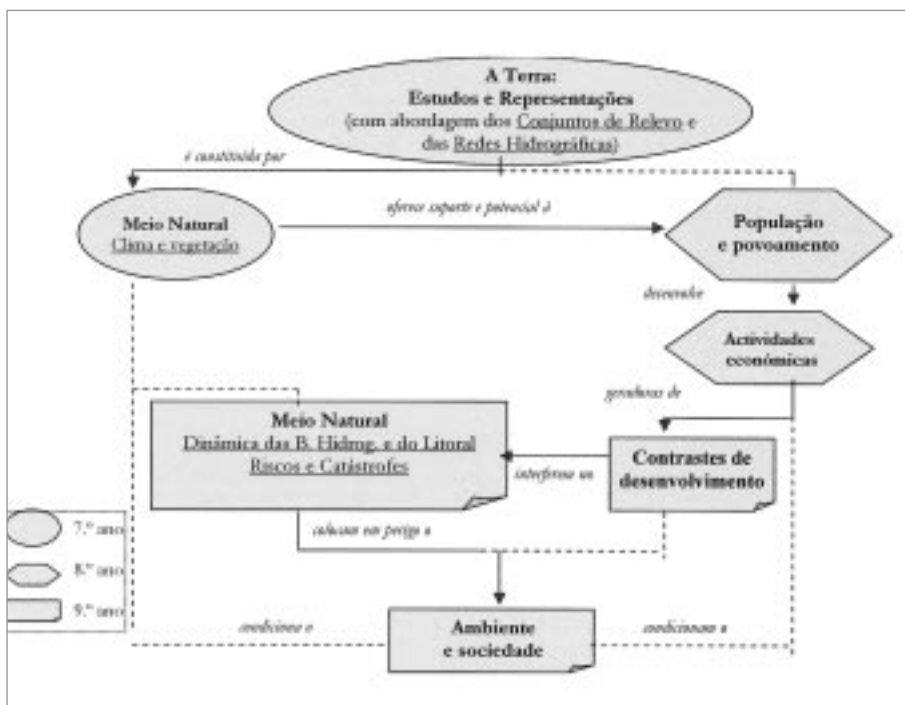 A Terra:
Estudos e Representações
(com abordagem dos Conjuntos de Relevo e
das Redes Hidrográficas)
é constituída por
Meio Natural
Clima e vegetação
oferece suporte e potencial à
População
e povoamento
desenvolve
Actividades
económicas
geradoras de
Meio Natural
Dinâmica das B. Hidrog. e do Litoral
Riscos e Catástrofes
interferem no
Contrastes de
desenvolvimento
colocam em perigo o
7.º ano
8.º ano
9.º ano
condiciona o
Ambiente
e sociedade
condicionam o